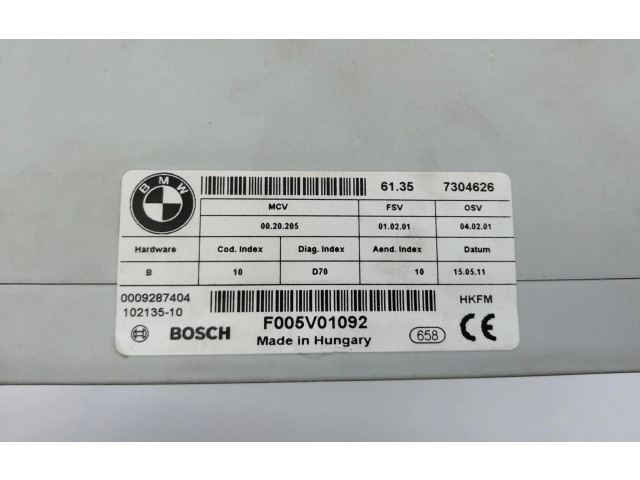 BMW
61.35 7304626
MCV FSV OSV
00.20.205 01.02.01 04.02.01
Hardware Cod. Index Diag. Index Aend. Index Datum
B 10 D70 10 15.05.11
0009287404 HKFM
102135-10
BOSCH F005V01092 658 CE
Made in Hungary